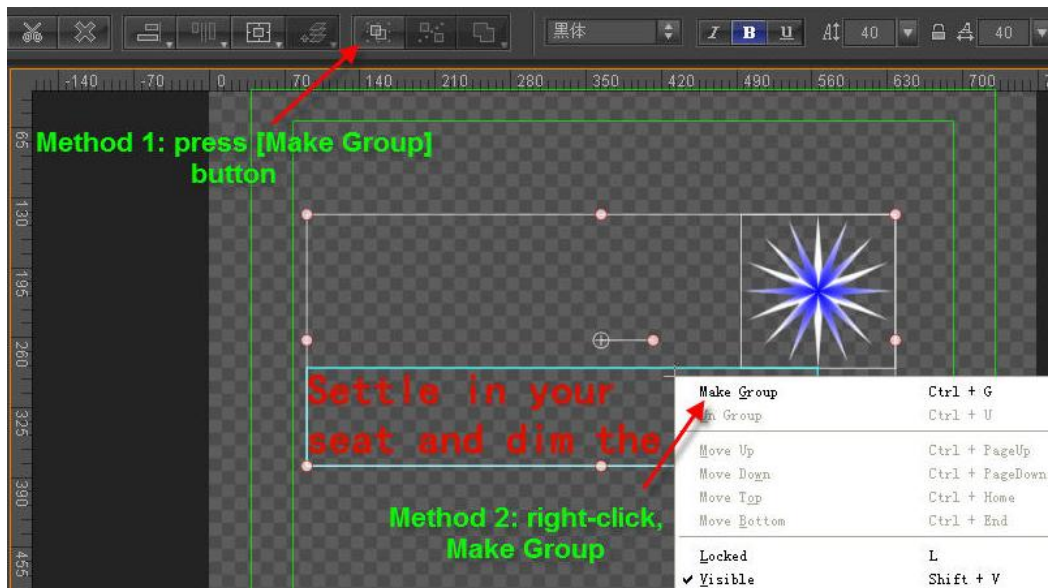 黑体 I B U 40 40
-140 -70 0 70 140 210 280 350 420 490 560 630 700
65
130
195
260
325
390
455
Method 1: press [Make Group]
button
Settle in your
seat and dim the
Method 2: right-click,
Make Group
Make Group Ctrl + G
Un Group Ctrl + U
Move Up Ctrl + PageUp
Move Down Ctrl + PageDown
Move Top Ctrl + Home
Move Bottom Ctrl + End
Locked L
Visible Shift + V